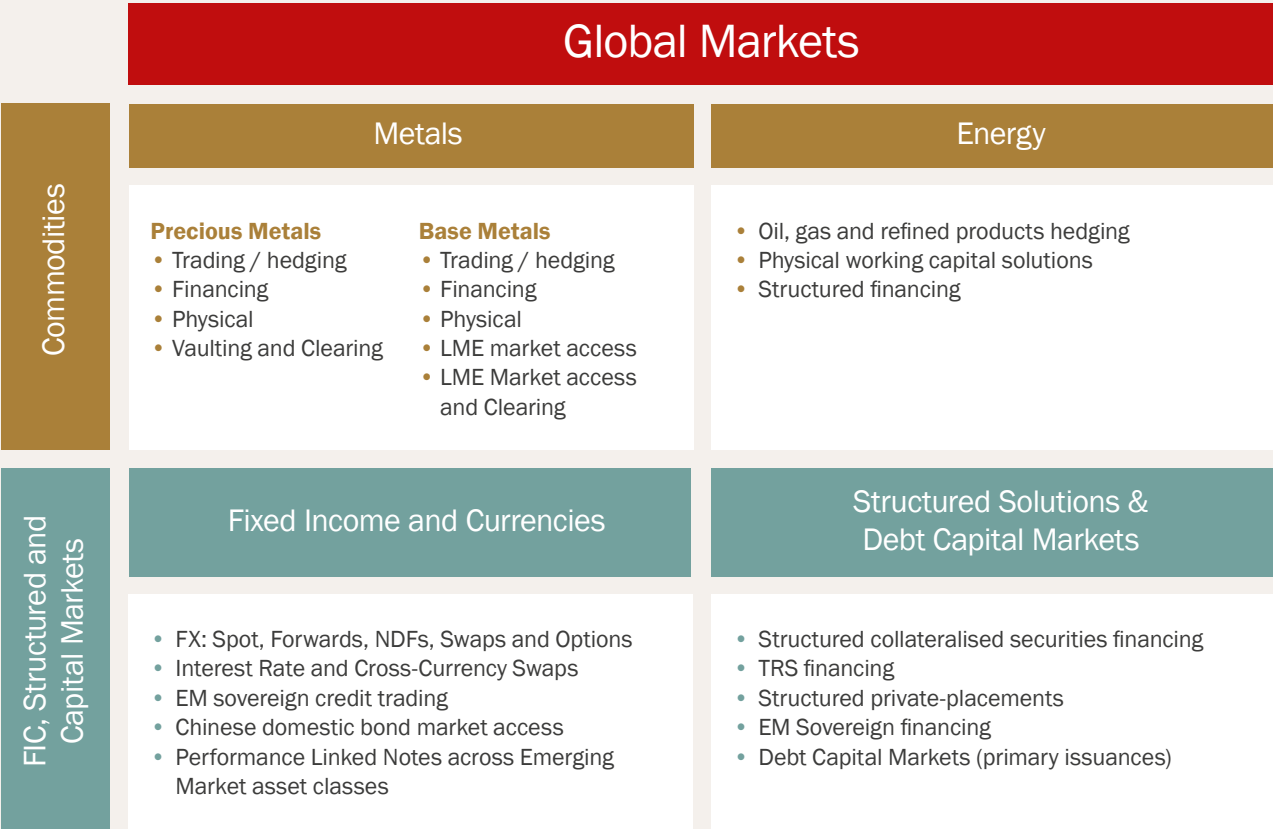 Global Markets
Commodities
Metals
Energy
Precious Metals
• Trading / hedging
• Financing
• Physical
• Vaulting and Clearing
Base Metals
• Trading / hedging
• Financing
• Physical
• LME market access
• LME Market access
and Clearing
• Oil, gas and refined products hedging
• Physical working capital solutions
• Structured financing
FIC, Structured and
Capital Markets
Fixed Income and Currencies
Structured Solutions &
Debt Capital Markets
• FX: Spot, Forwards, NDFs, Swaps and Options
• Interest Rate and Cross-Currency Swaps
• EM sovereign credit trading
• Chinese domestic bond market access
• Performance Linked Notes across Emerging
Market asset classes
• Structured collateralised securities financing
• TRS financing
• Structured private-placements
• EM Sovereign financing
• Debt Capital Markets (primary issuances)